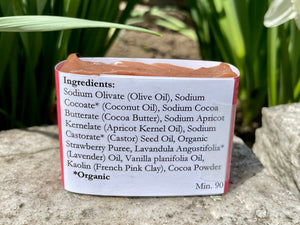 Ingredients:
Sodium Olivate (Olive Oil), Sodium
Cocoate* (Coconut Oil), Sodium Cocoa
Butterate (Cocoa Butter), Sodium Apricot
Kernelate (Apricot Kernel Oil), Sodium
Castorate* (Castor) Seed Oil, Organic
Strawberry Puree, Lavandula Angustifolia*
(Lavender) Oil, Vanilla planifolia Oil,
Kaolin (French Pink Clay), Cocoa Powder
*Organic
Min. 90